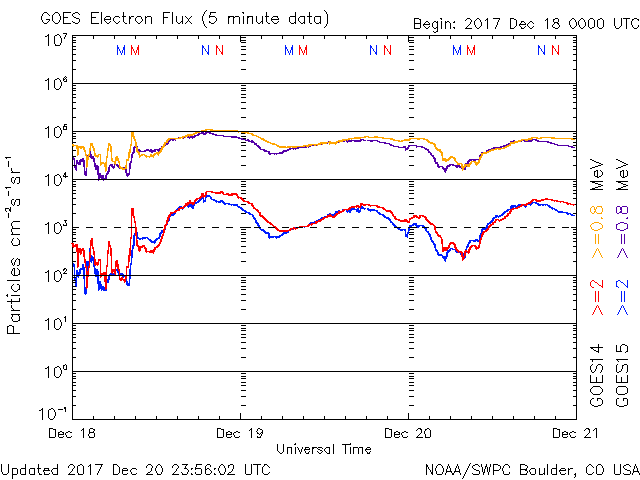 GOES Electron Flux (5 minute data)
Begin: 2017 Dec 18 0000 UTC
10⁷
M M N N M M N N M M N N
10⁶
10⁵
10⁴
10³
10²
10¹
10⁰
10⁻¹
Particles cm⁻²s⁻¹sr⁻¹
>=2 >=0.8 MeV
>=2 >=0.8 MeV
GOES14
GOES15
Dec 18 Dec 19 Dec 20 Dec 21
Universal Time
Updated 2017 Dec 20 23:56:02 UTC
NOAA/SWPC Boulder, CO USA